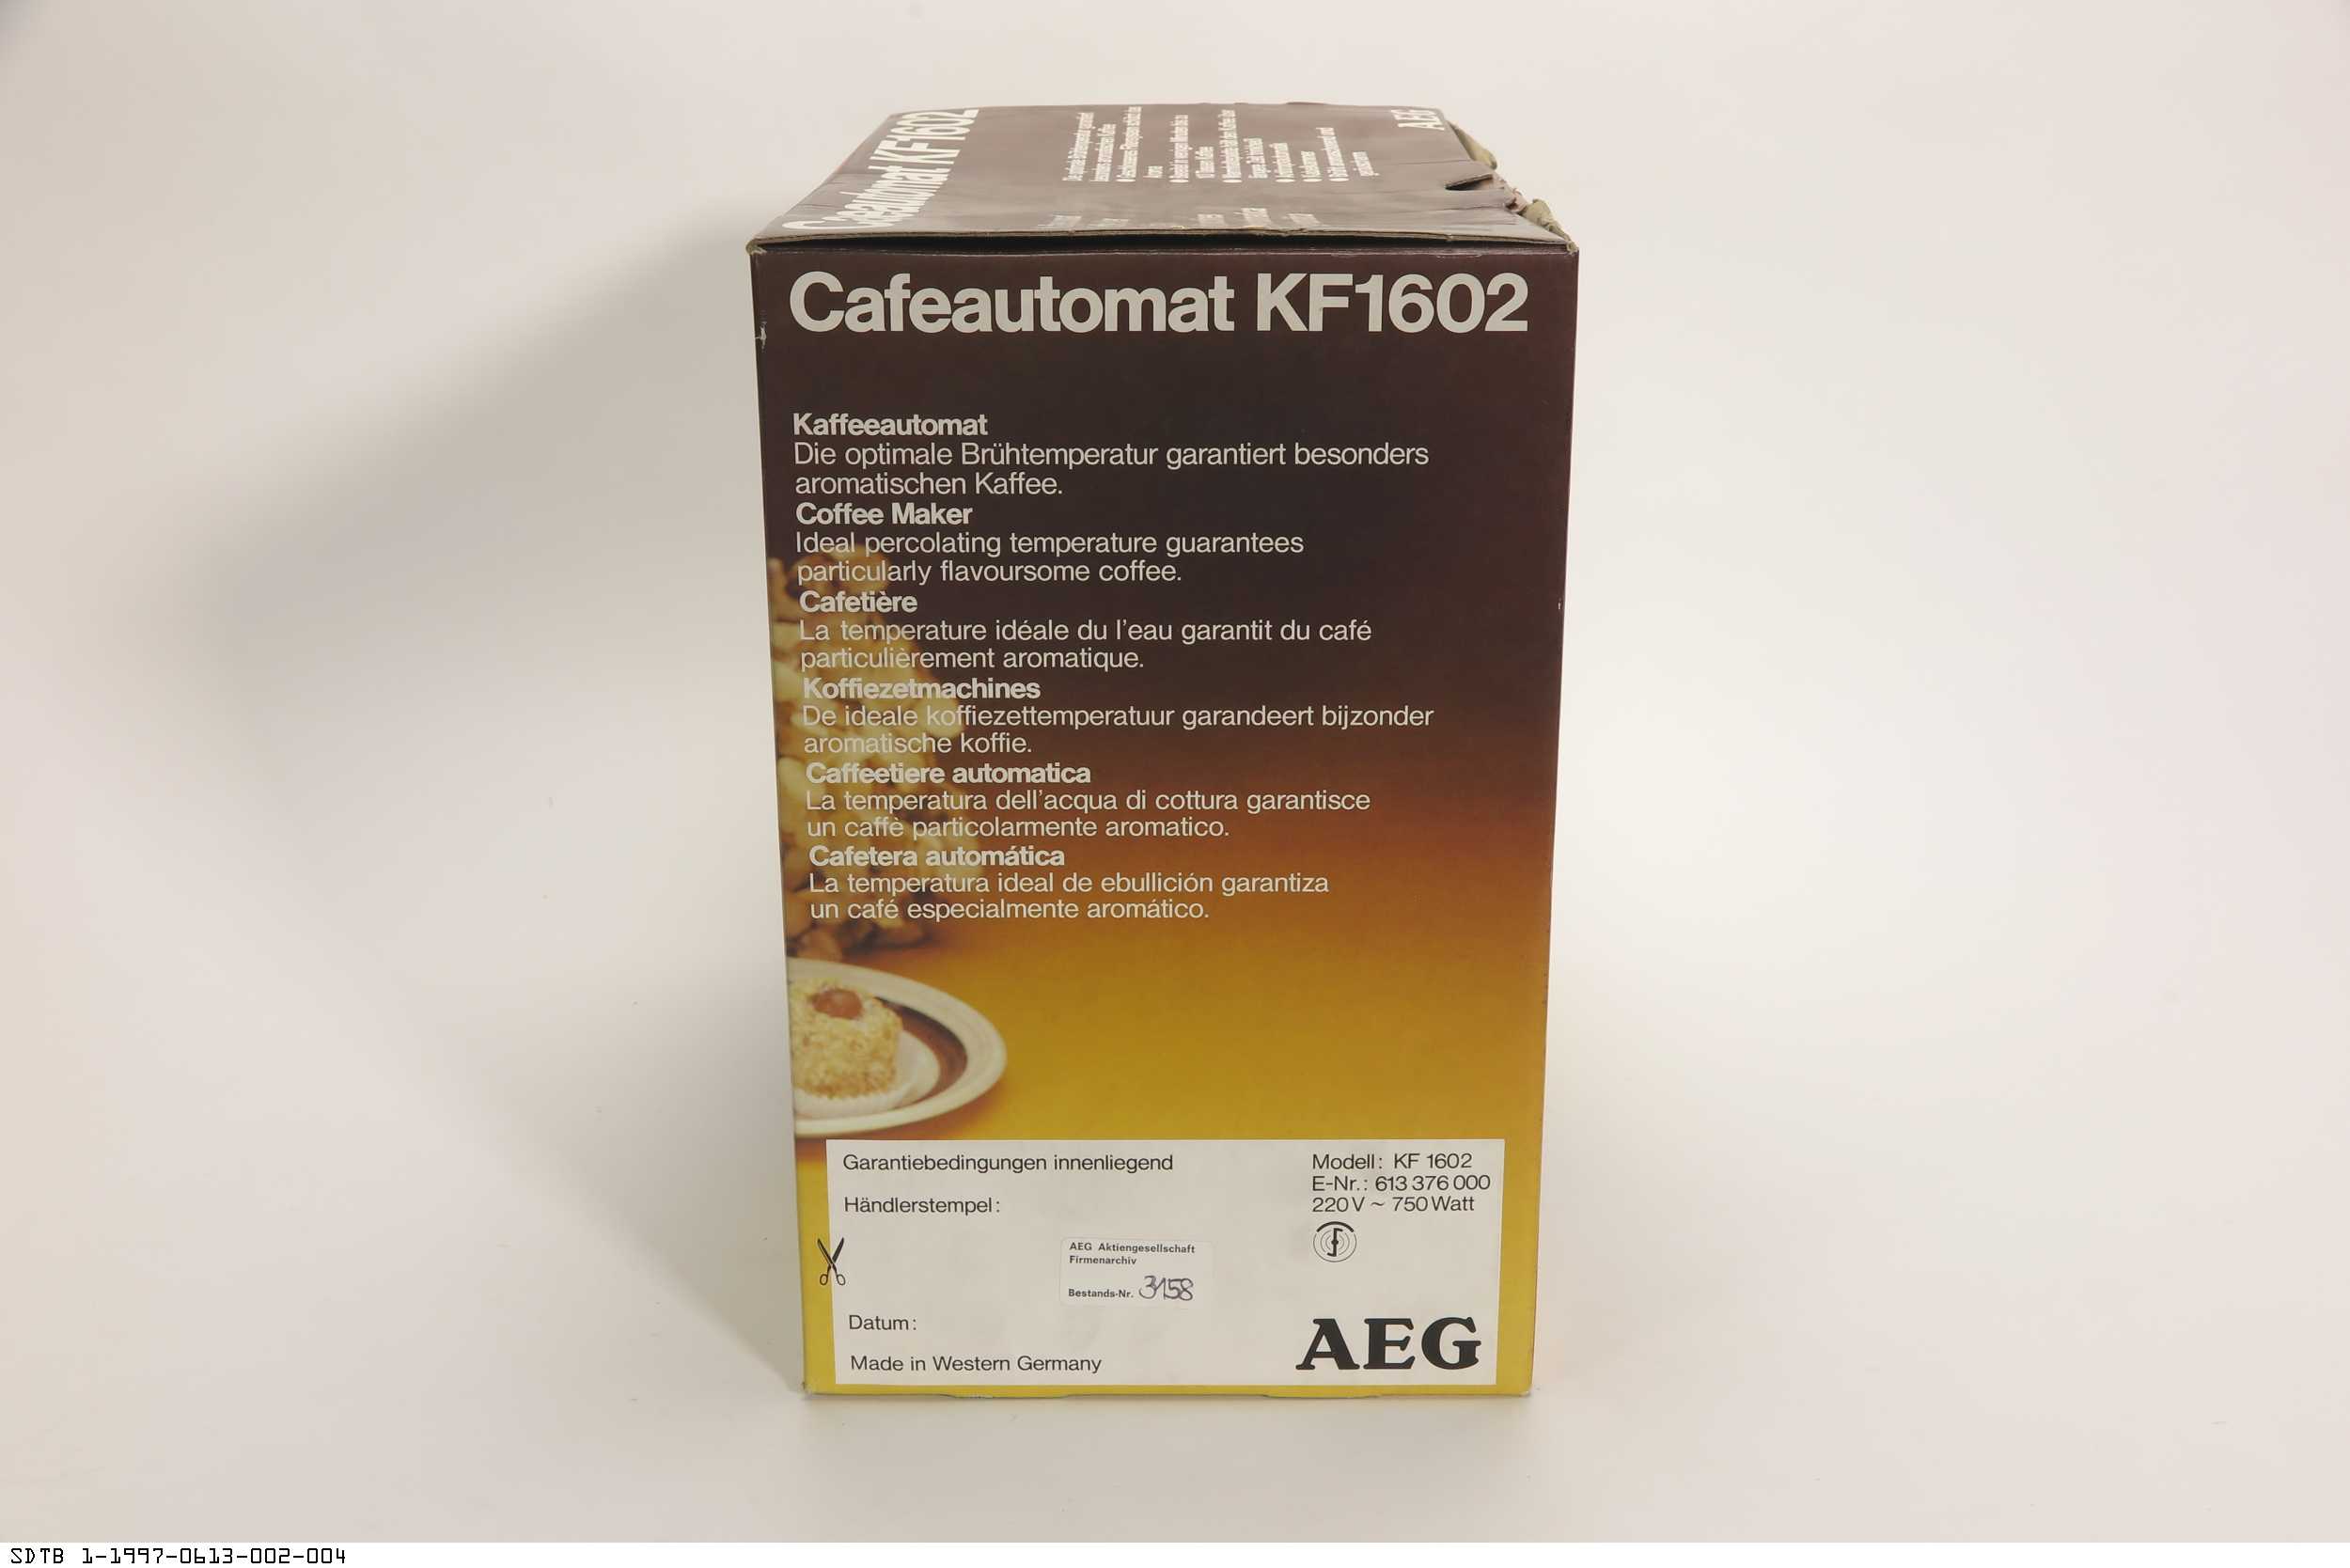 Cafeautomat KF 1602
AEG
Cafeautomat KF1602
Kaffeeautomat
Die optimale Brühtemperatur garantiert besonders
aromatischen Kaffee.
Coffee Maker
Ideal percolating temperature guarantees
particularly flavoursome coffee.
Cafetière
La temperature idéale du l'eau garantit du café
particulièrement aromatique.
Koffiezetmachines
De ideale koffiezettemperatuur garandeert bijzonder
aromatische koffie.
Caffeetiere automatica
La temperatura dell'acqua di cottura garantisce
un caffè particolarmente aromatico.
Cafetera automática
La temperatura ideal de ebullición garantiza
un café especialmente aromático.
Garantiebedingungen innenliegend
Händlerstempel:
Modell: KF 1602
E-Nr.: 613 376 000
220V ~ 750 Watt
AEG Aktiengesellschaft
Firmenarchiv
Bestands-Nr. 3158
Datum:
Made in Western Germany
AEG
SDTB 1-1997-0613-002-004